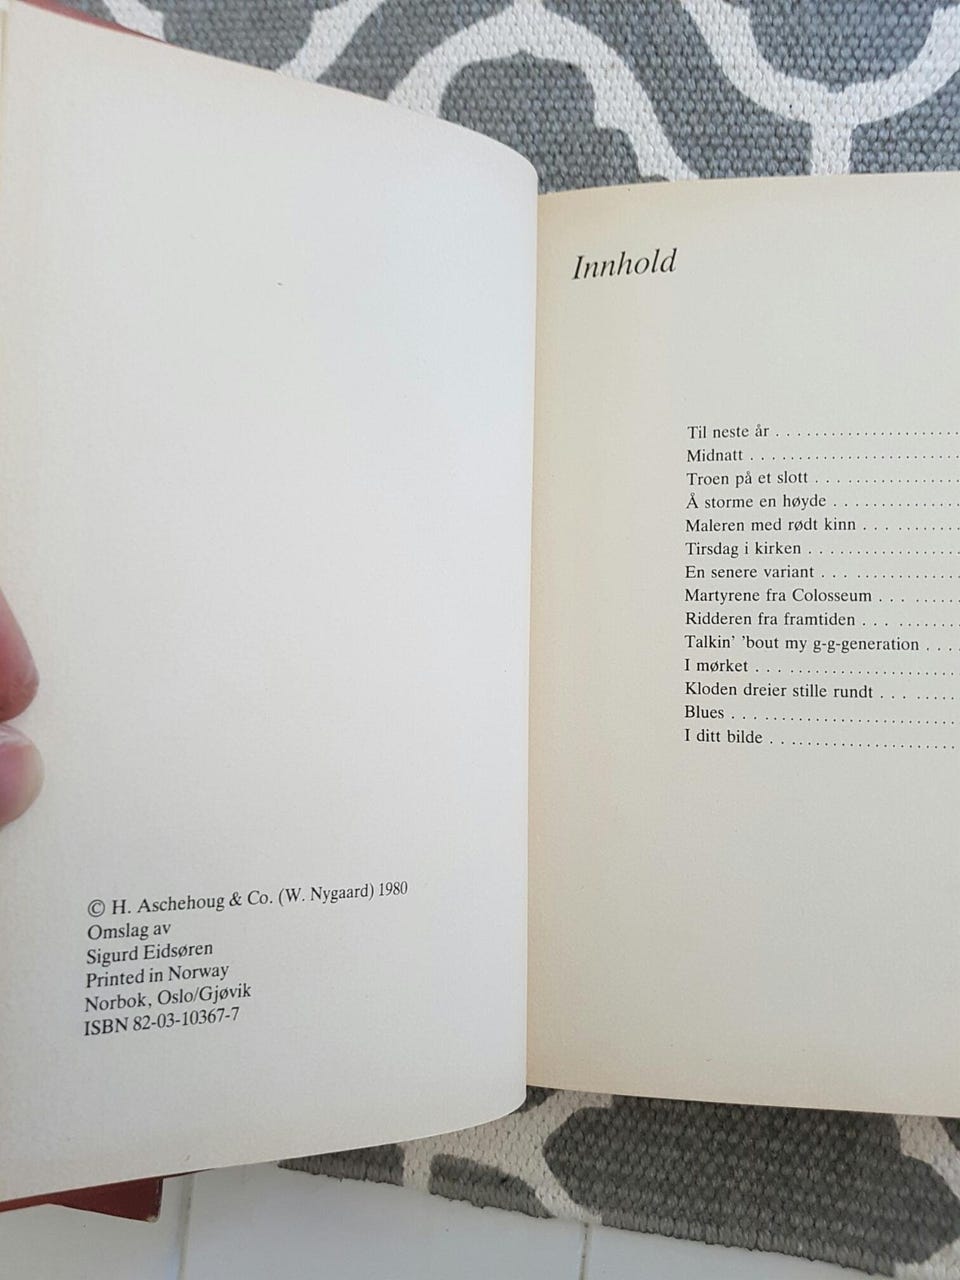 © H. Aschehoug & Co. (W. Nygaard) 1980
Omslag av
Sigurd Eidsøren
Printed in Norway
Norbok, Oslo/Gjøvik
ISBN 82-03-10367-7
Innhold
Til neste år
Midnatt
Troen på et slott
Å storme en høyde
Maleren med rødt kinn
Tirsdag i kirken
En senere variant
Martyrene fra Colosseum
Ridderen fra framtiden
Talkin’ ’bout my g-g-generation
I mørket
Kloden dreier stille rundt
Blues
I ditt bilde